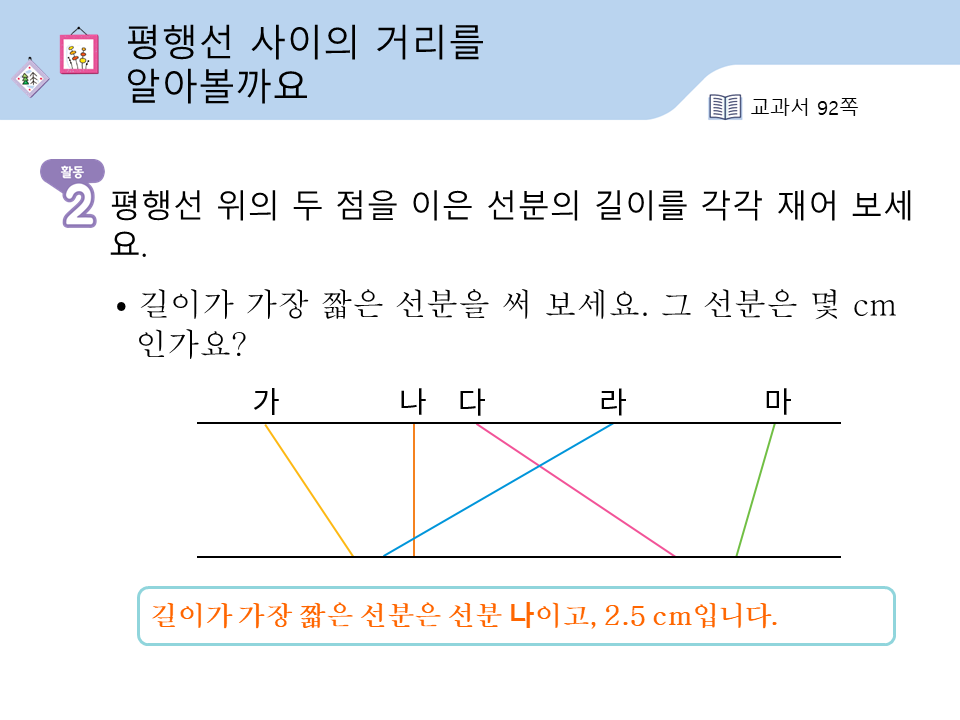 평행선 사이의 거리를
알아볼까요
교과서 92쪽
활동
2
평행선 위의 두 점을 이은 선분의 길이를 각각 재어 보세
요.
• 길이가 가장 짧은 선분을 써 보세요. 그 선분은 몇 cm
인가요?
가 나 다 라 마
길이가 가장 짧은 선분은 선분 나이고, 2.5 cm입니다.